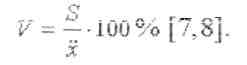 V = S/ẍ · 100 % [7,8].